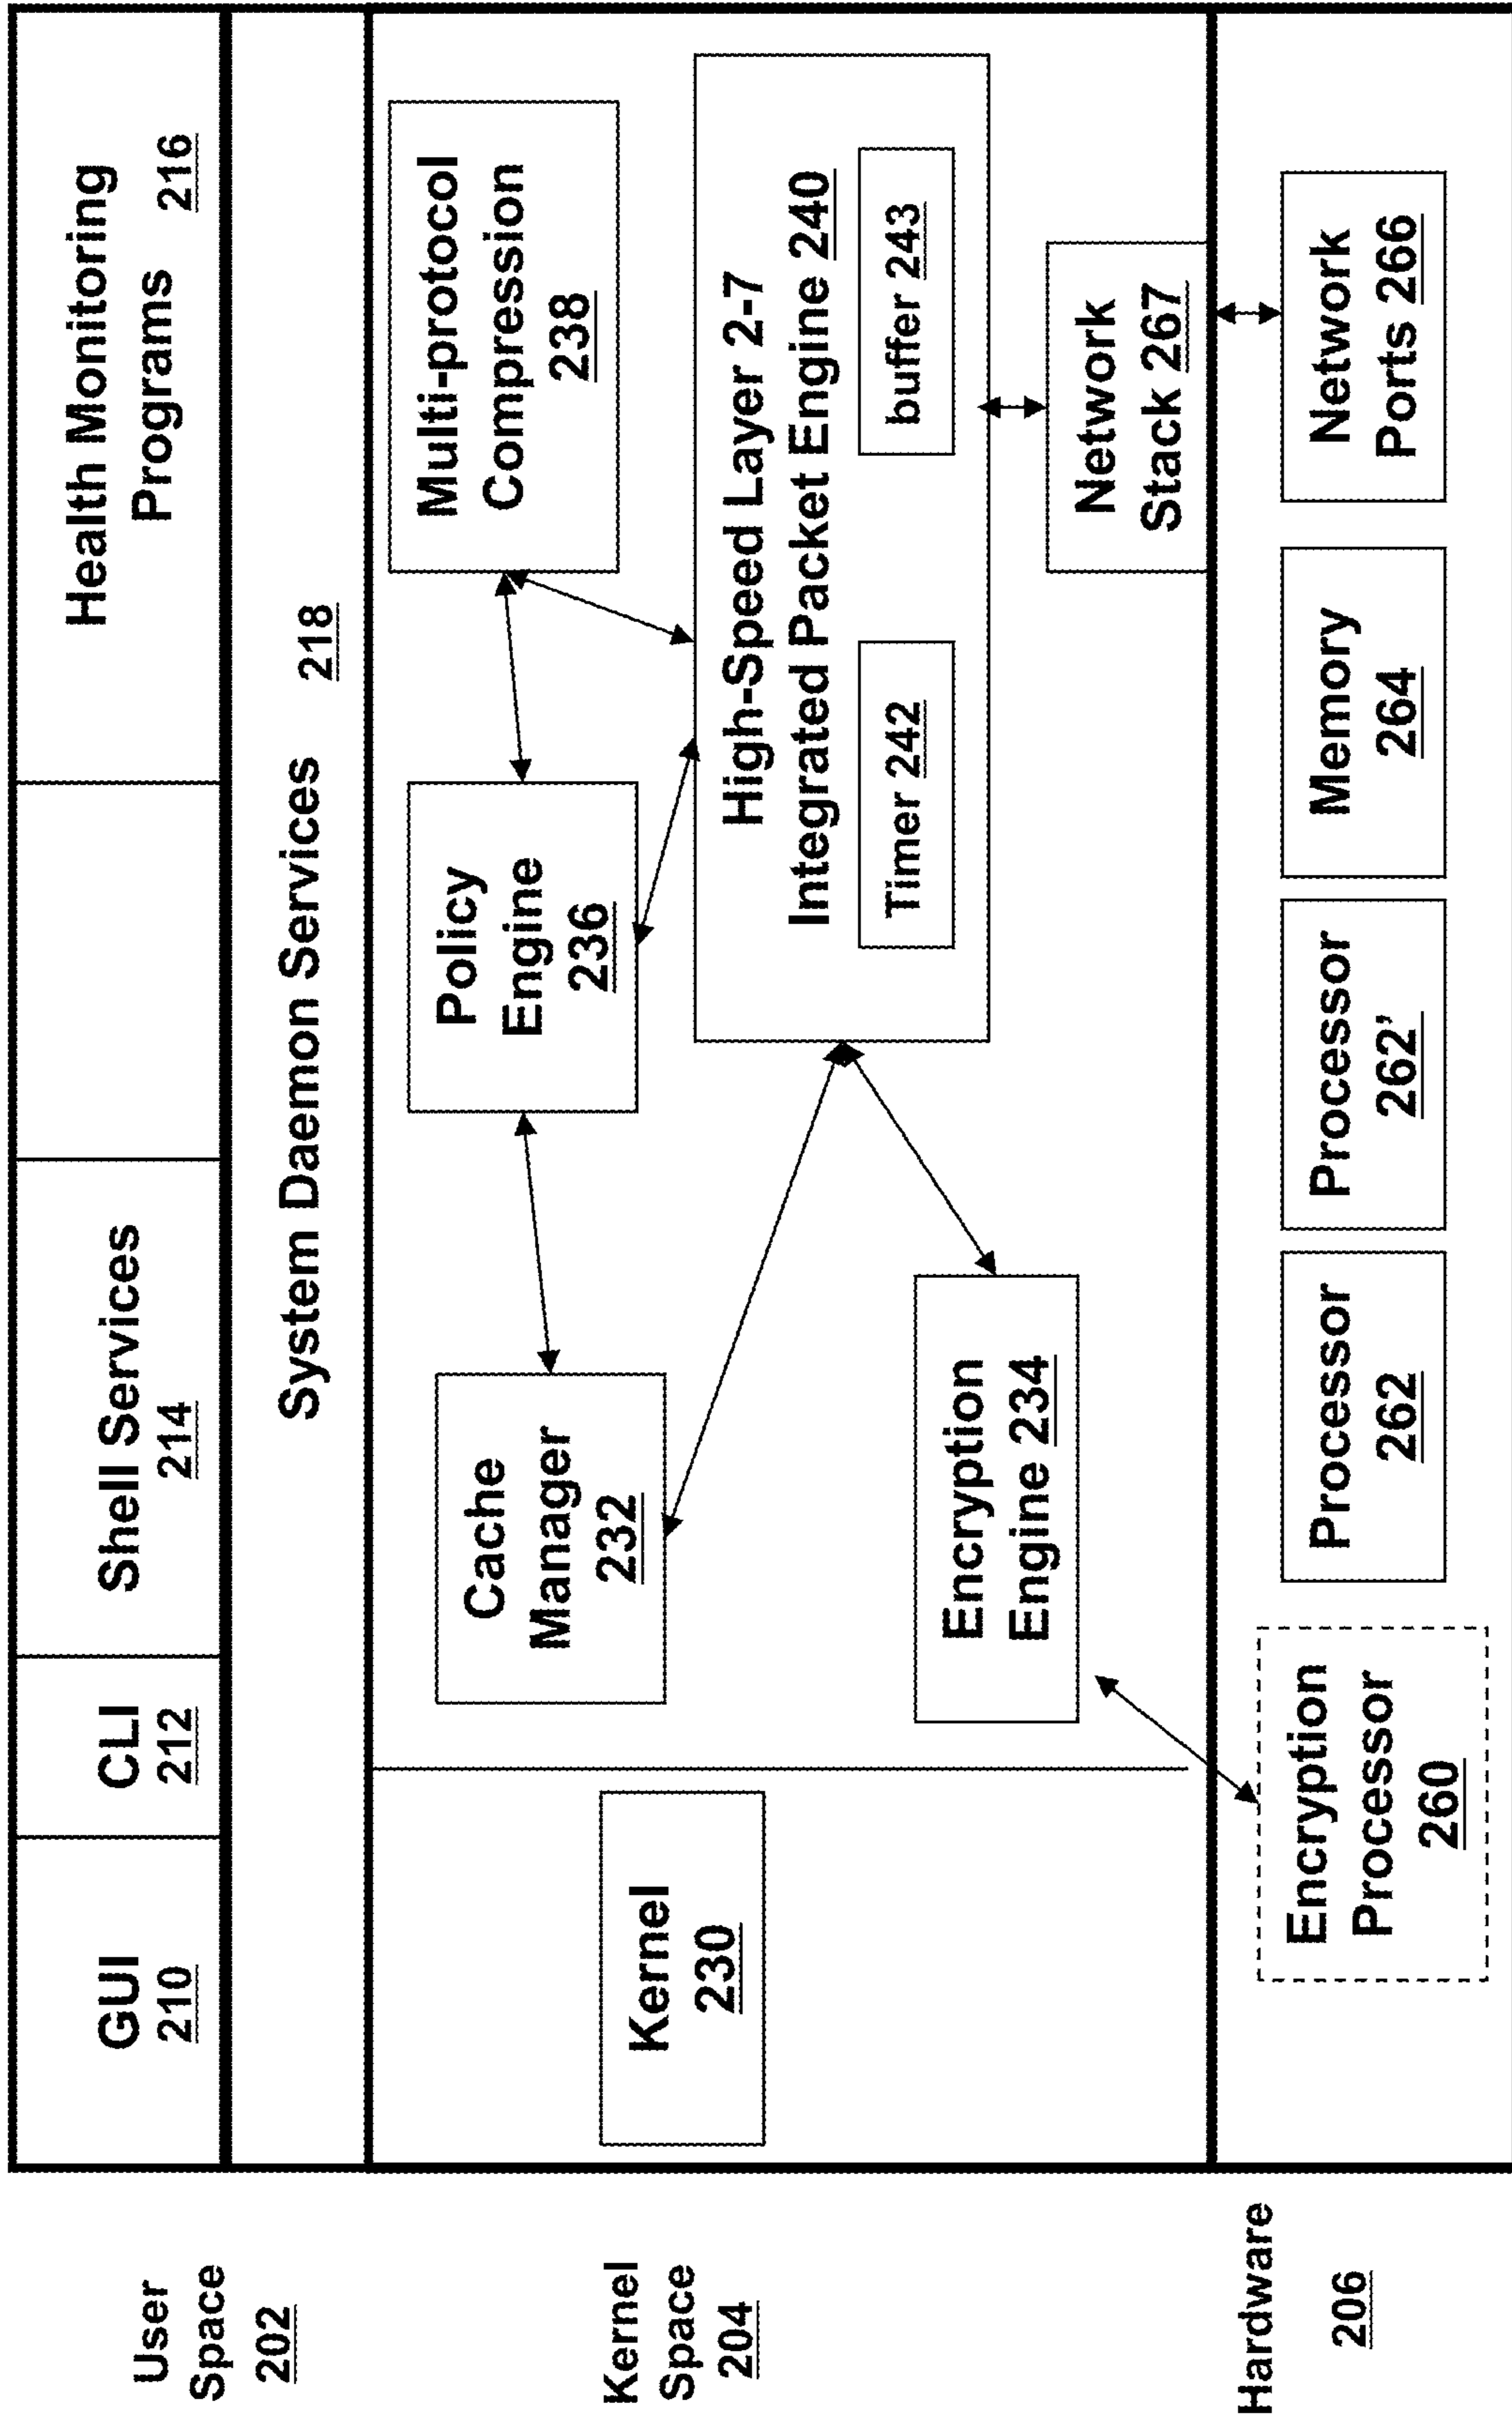 User
Space
202
GUI
210
CLI
212
Shell Services
214
Health Monitoring
Programs 216
System Daemon Services 218
Kernel
Space
204
Kernel
230
Cache
Manager
232
Policy
Engine
236
Multi-protocol
Compression
238
High-Speed Layer 2-7
Integrated Packet Engine 240
Timer 242
buffer 243
Encryption
Engine 234
Network
Stack 267
Hardware
206
Encryption
Processor
260
Processor
262
Processor
262’
Memory
264
Network
Ports 266